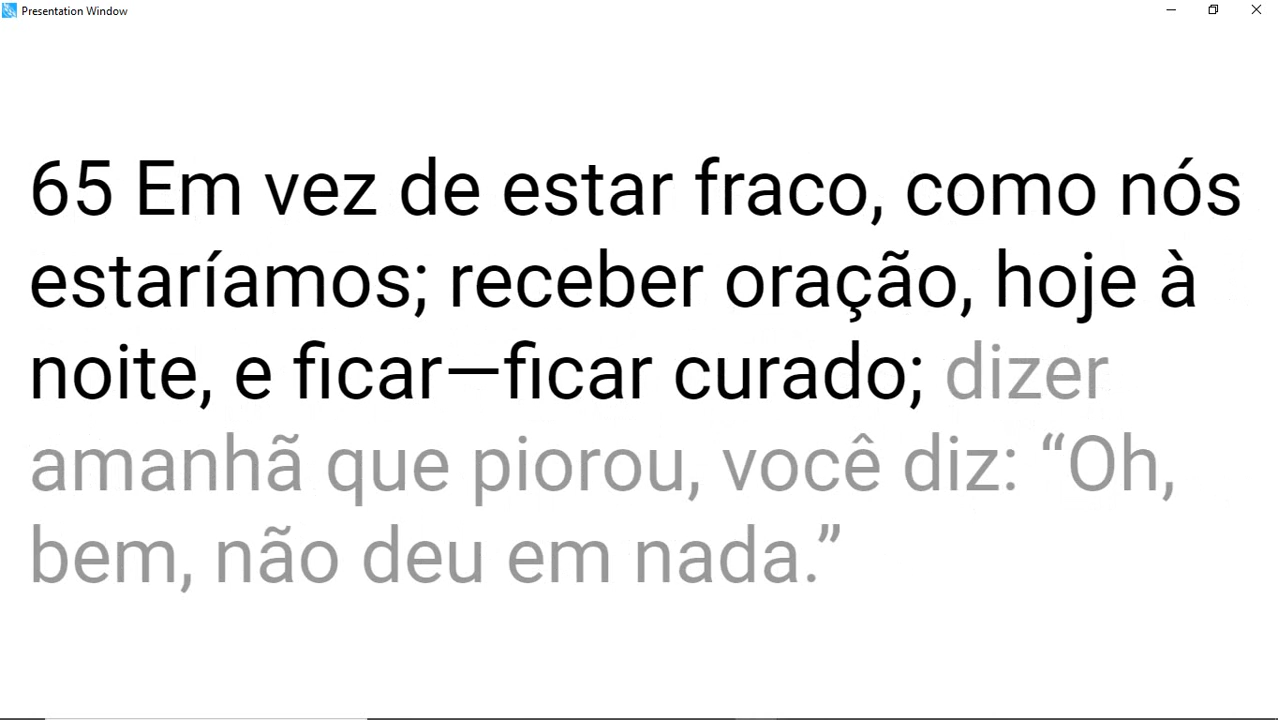 Presentation Window
65 Em vez de estar fraco, como nós
estaríamos; receber oração, hoje à
noite, e ficar—ficar curado; dizer
amanhã que piorou, você diz: “Oh,
bem, não deu em nada.”